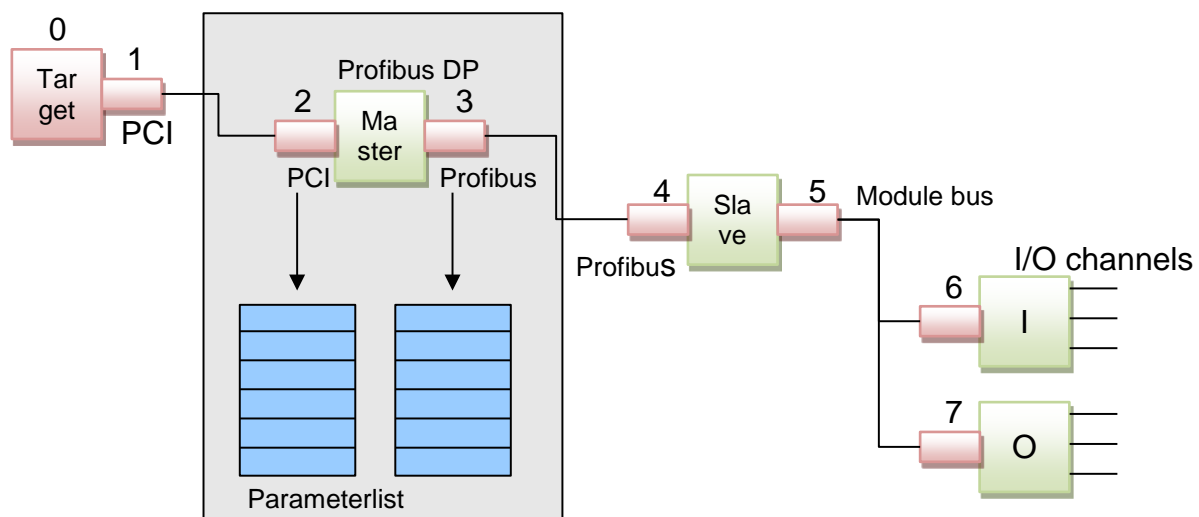 0
Tar
get
1
PCI
Profibus DP
2
Ma
ster
3
PCI
Profibus
Parameterlist
4
Profibus
Sla
ve
5
Module bus
I/O channels
6
I
7
O